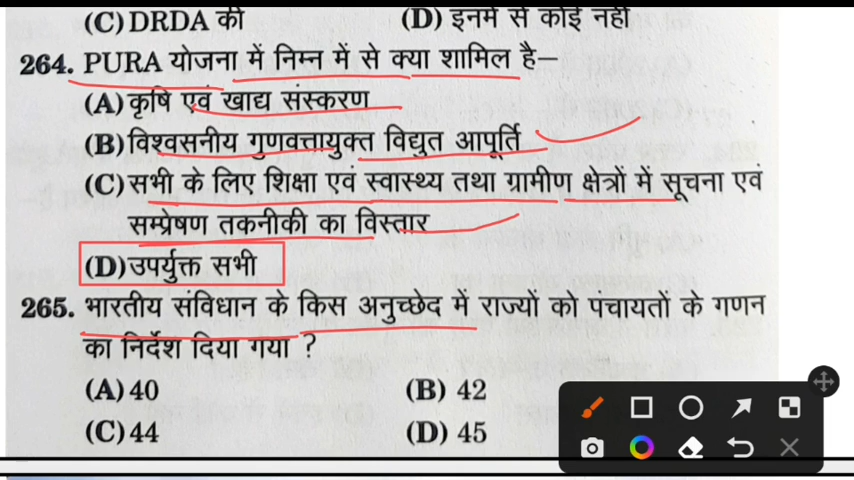 (C) DRDA की (D) इनमें से कोई नहीं
264. PURA योजना में निम्न में से क्या शामिल है—
(A) कृषि एवं खाद्य संस्करण
(B) विश्वसनीय गुणवत्तायुक्त विद्युत आपूर्ति
(C) सभी के लिए शिक्षा एवं स्वास्थ्य तथा ग्रामीण क्षेत्रों में सूचना एवं
सम्प्रेषण तकनीकी का विस्तार
(D) उपर्युक्त सभी
265. भारतीय संविधान के किस अनुच्छेद में राज्यों को पंचायतों के गणन
का निर्देश दिया गया ?
(A) 40 (B) 42
(C) 44 (D) 45